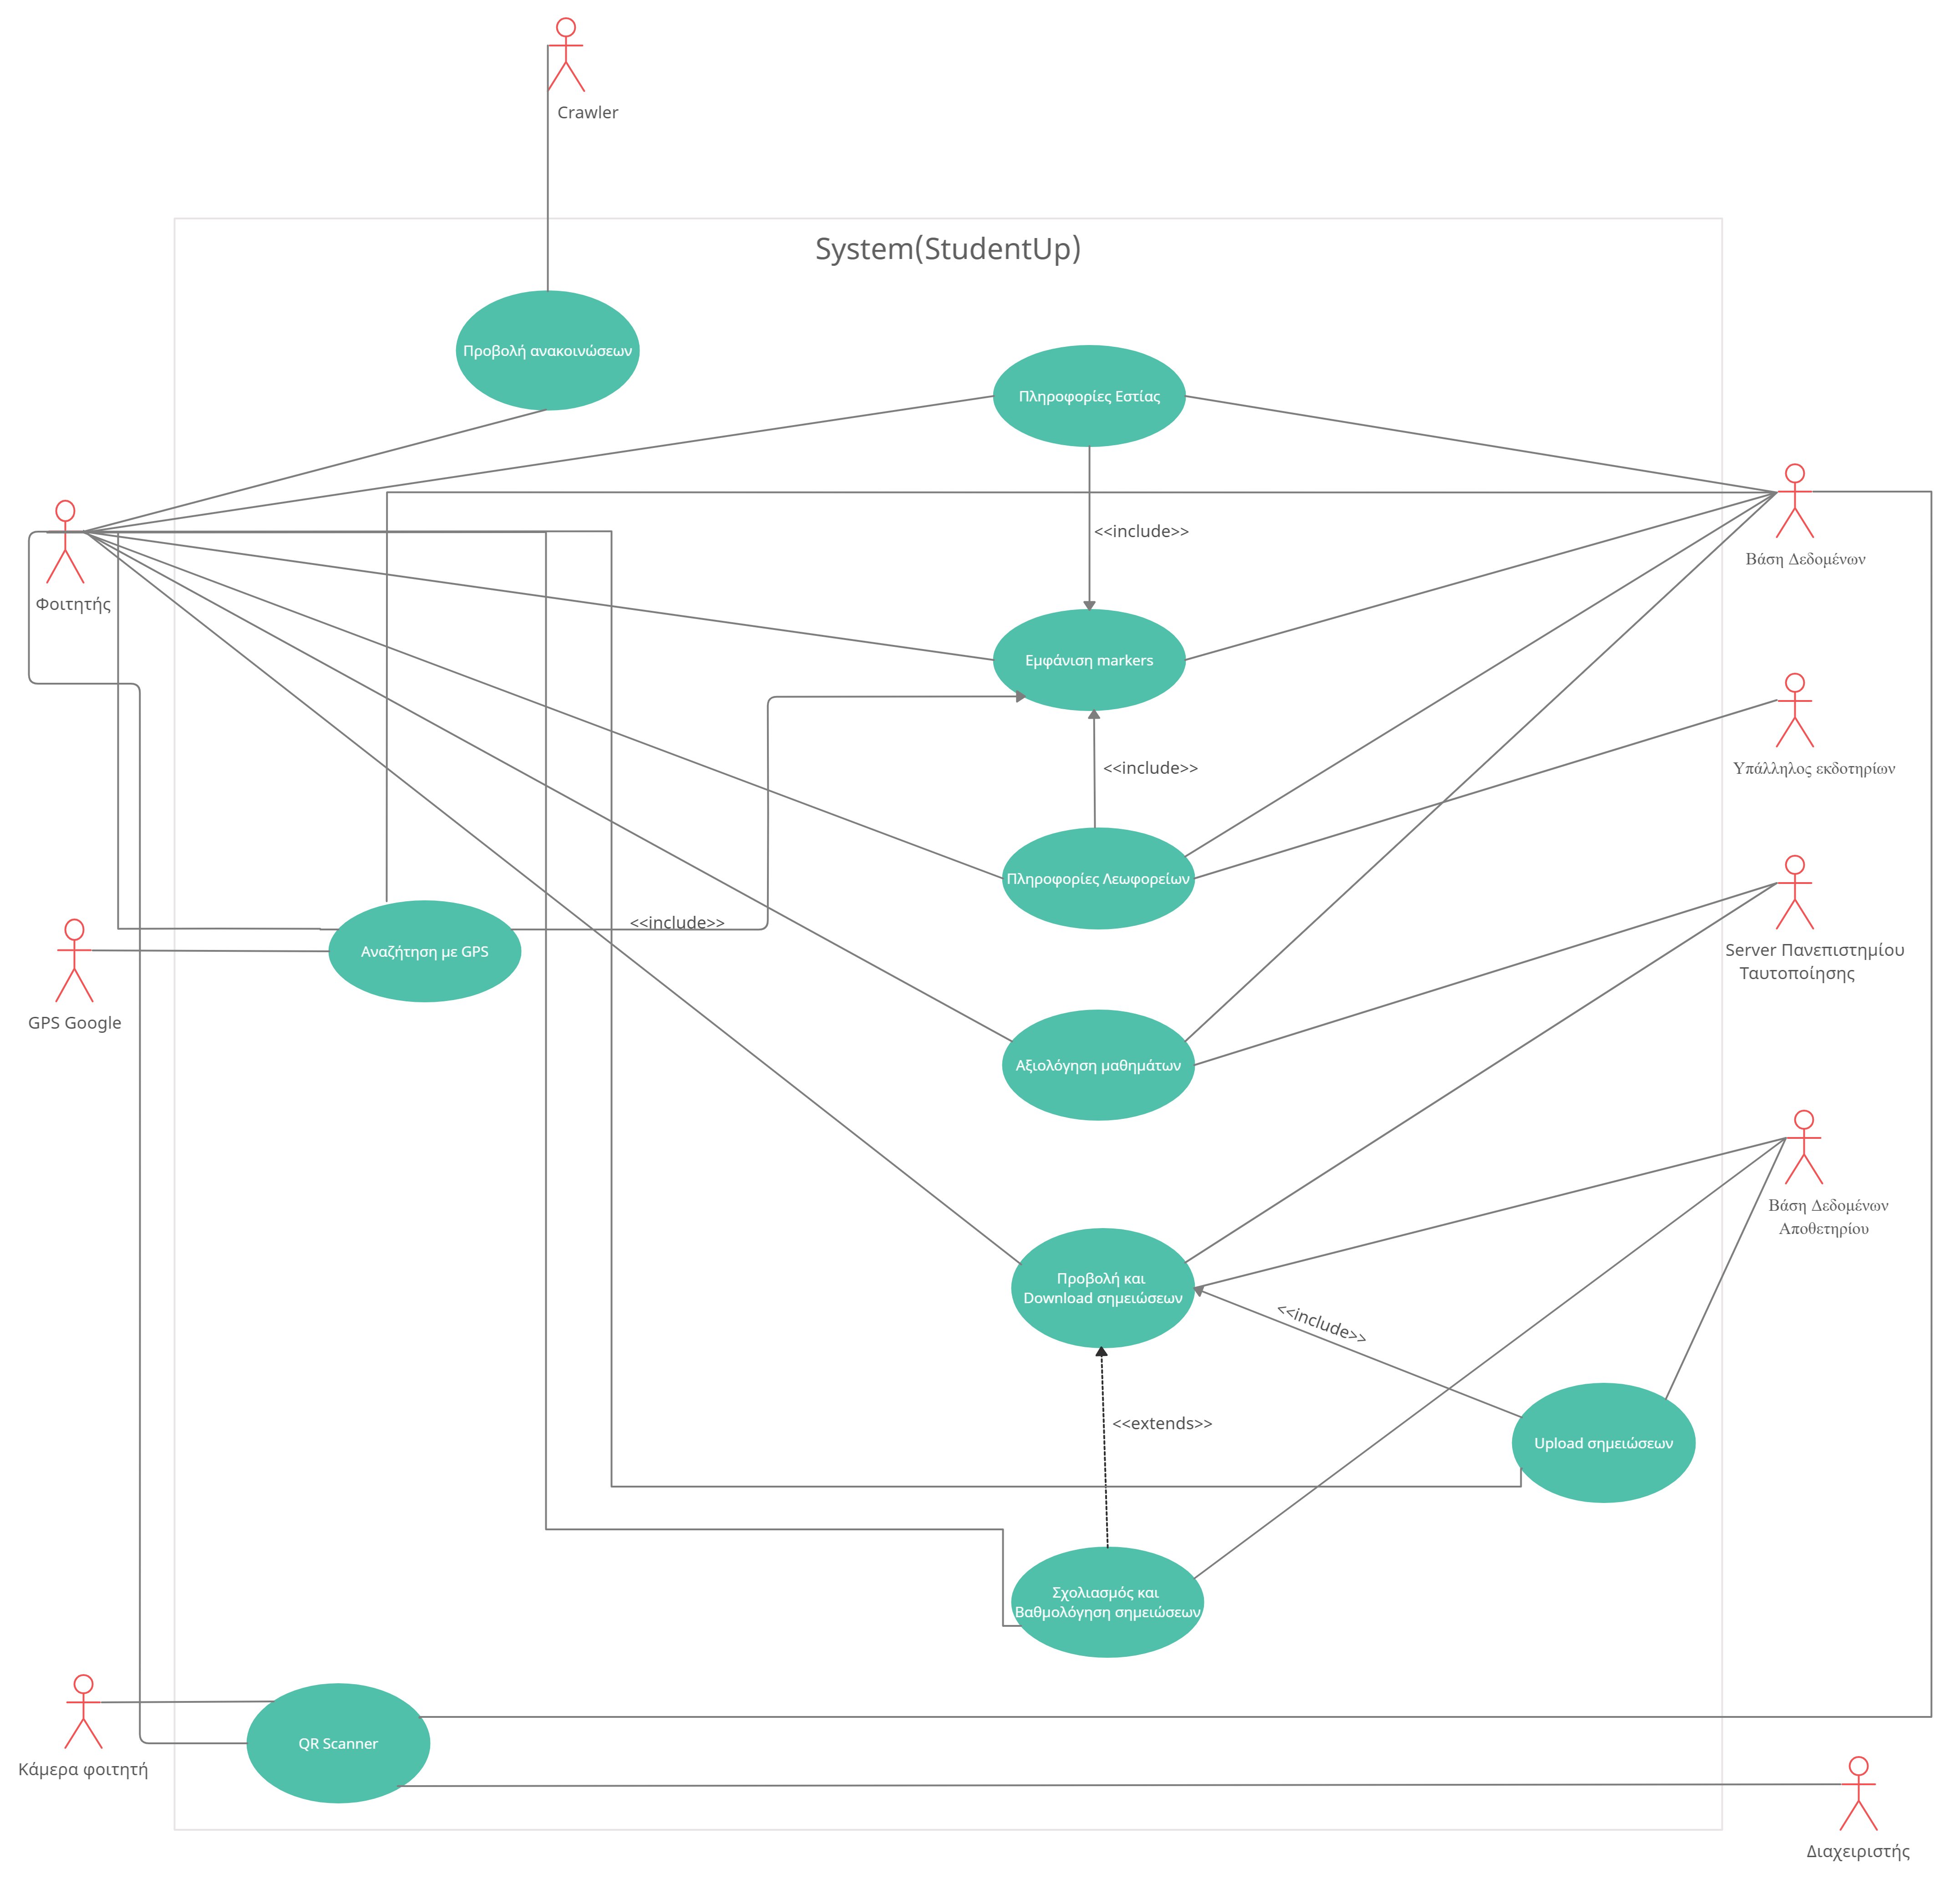 Crawler
System(StudentUp)
Προβολή ανακοινώσεων
Πληροφορίες Εστίας
<<include>>
Βάση Δεδομένων
Φοιτητής
Εμφάνιση markers
<<include>>
Υπάλληλος εκδοτηρίων
Πληροφορίες Λεωφορείων
<<include>>
Αναζήτηση με GPS
Server Πανεπιστημίου
Ταυτοποίησης
GPS Google
Αξιολόγηση μαθημάτων
Βάση Δεδομένων
Αποθετηρίου
Προβολή και
Download σημειώσεων
<<include>>
<<extends>>
Upload σημειώσεων
Σχολιασμός και
Βαθμολόγηση σημειώσεων
QR Scanner
Κάμερα φοιτητή
Διαχειριστής